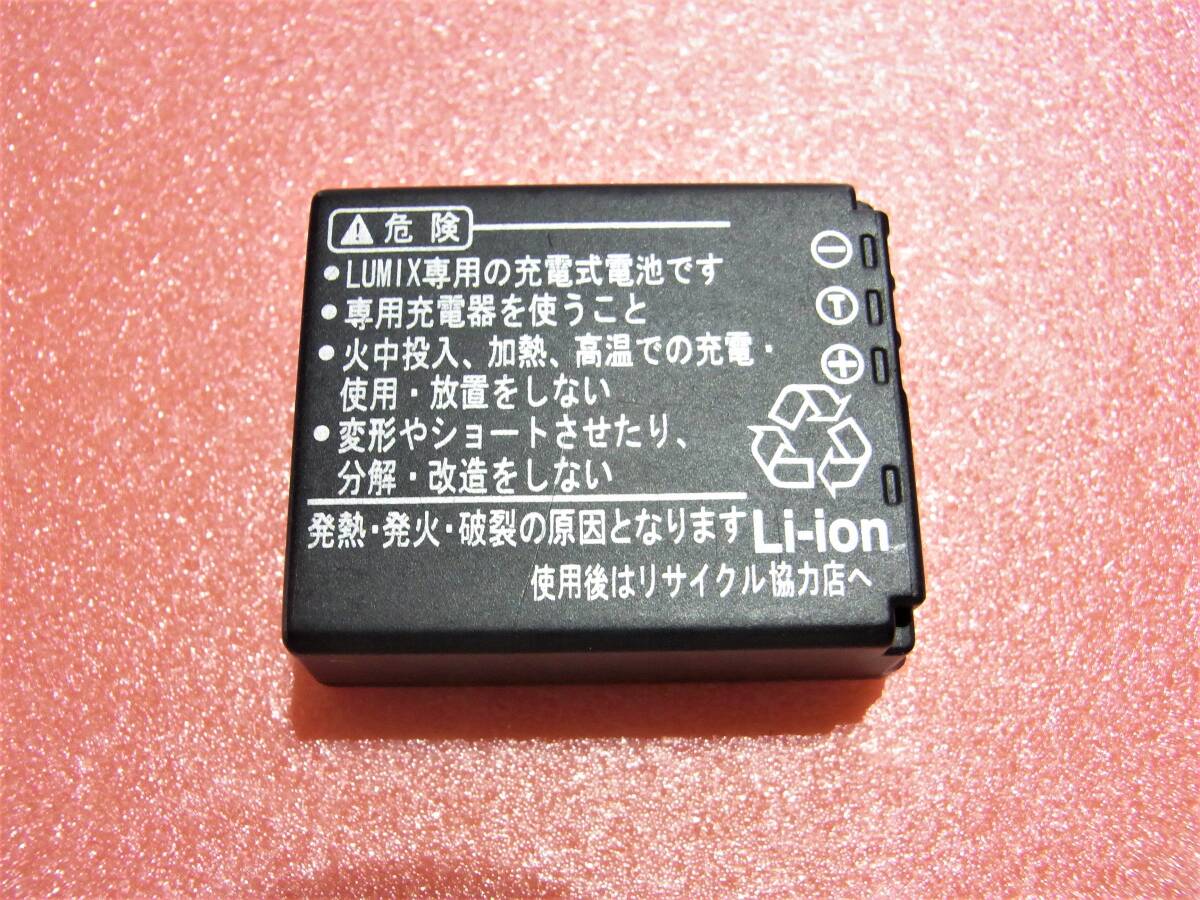 ⚠危険
●LUMIX専用の充電式電池です
●専用充電器を使うこと
●火中投入、加熱、高温での充電・
使用・放置をしない
●変形やショートさせたり、
分解・改造をしない
発熱・発火・破裂の原因となります
⊖
T
⊕
Li-ion
使用後はリサイクル協力店へ